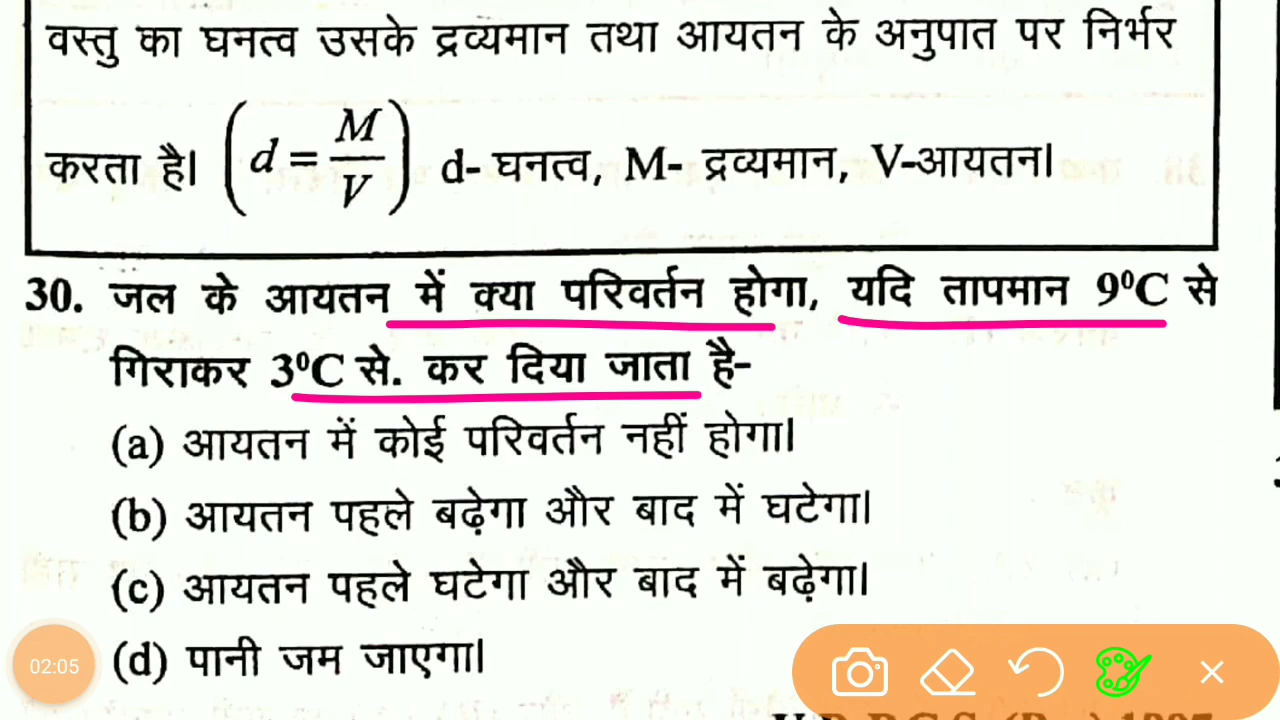 वस्तु का घनत्व उसके द्रव्यमान तथा आयतन के अनुपात पर निर्भर
करता है। (d = M/V) d- घनत्व, M- द्रव्यमान, V-आयतन।
30. जल के आयतन में क्या परिवर्तन होगा, यदि तापमान 9⁰C से
गिराकर 3⁰C से. कर दिया जाता है-
(a) आयतन में कोई परिवर्तन नहीं होगा।
(b) आयतन पहले बढ़ेगा और बाद में घटेगा।
(c) आयतन पहले घटेगा और बाद में बढ़ेगा।
(d) पानी जम जाएगा।
02:05